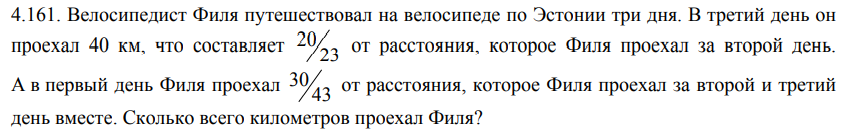 4.161. Велосипедист Филя путешествовал на велосипеде по Эстонии три дня. В третий день он
проехал 40 км, что составляет 20/23 от расстояния, которое Филя проехал за второй день.
А в первый день Филя проехал 30/43 от расстояния, которое Филя проехал за второй и третий
день вместе. Сколько всего километров проехал Филя?